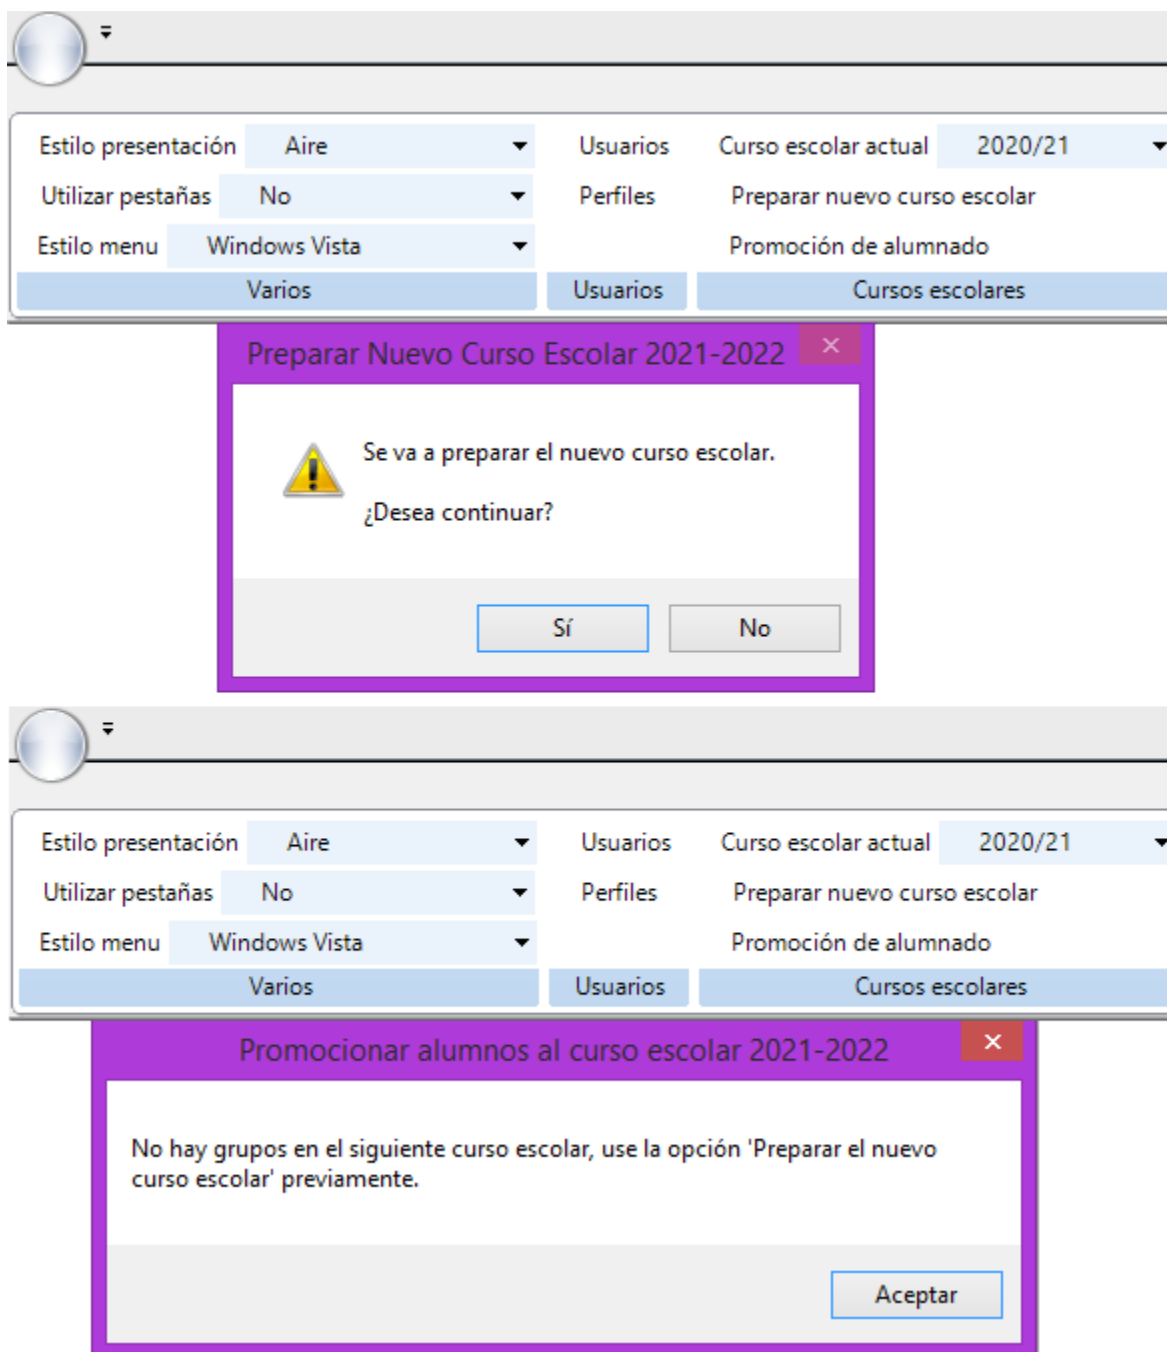 Estilo presentación Aire Usuarios Curso escolar actual 2020/21
Utilizar pestañas No Perfiles Preparar nuevo curso escolar
Estilo menu Windows Vista Promoción de alumnado
Varios Usuarios Cursos escolares
Preparar Nuevo Curso Escolar 2021-2022
Se va a preparar el nuevo curso escolar.
¿Desea continuar?
Sí No
Estilo presentación Aire Usuarios Curso escolar actual 2020/21
Utilizar pestañas No Perfiles Preparar nuevo curso escolar
Estilo menu Windows Vista Promoción de alumnado
Varios Usuarios Cursos escolares
Promocionar alumnos al curso escolar 2021-2022
No hay grupos en el siguiente curso escolar, use la opción 'Preparar el nuevo
curso escolar' previamente.
Aceptar